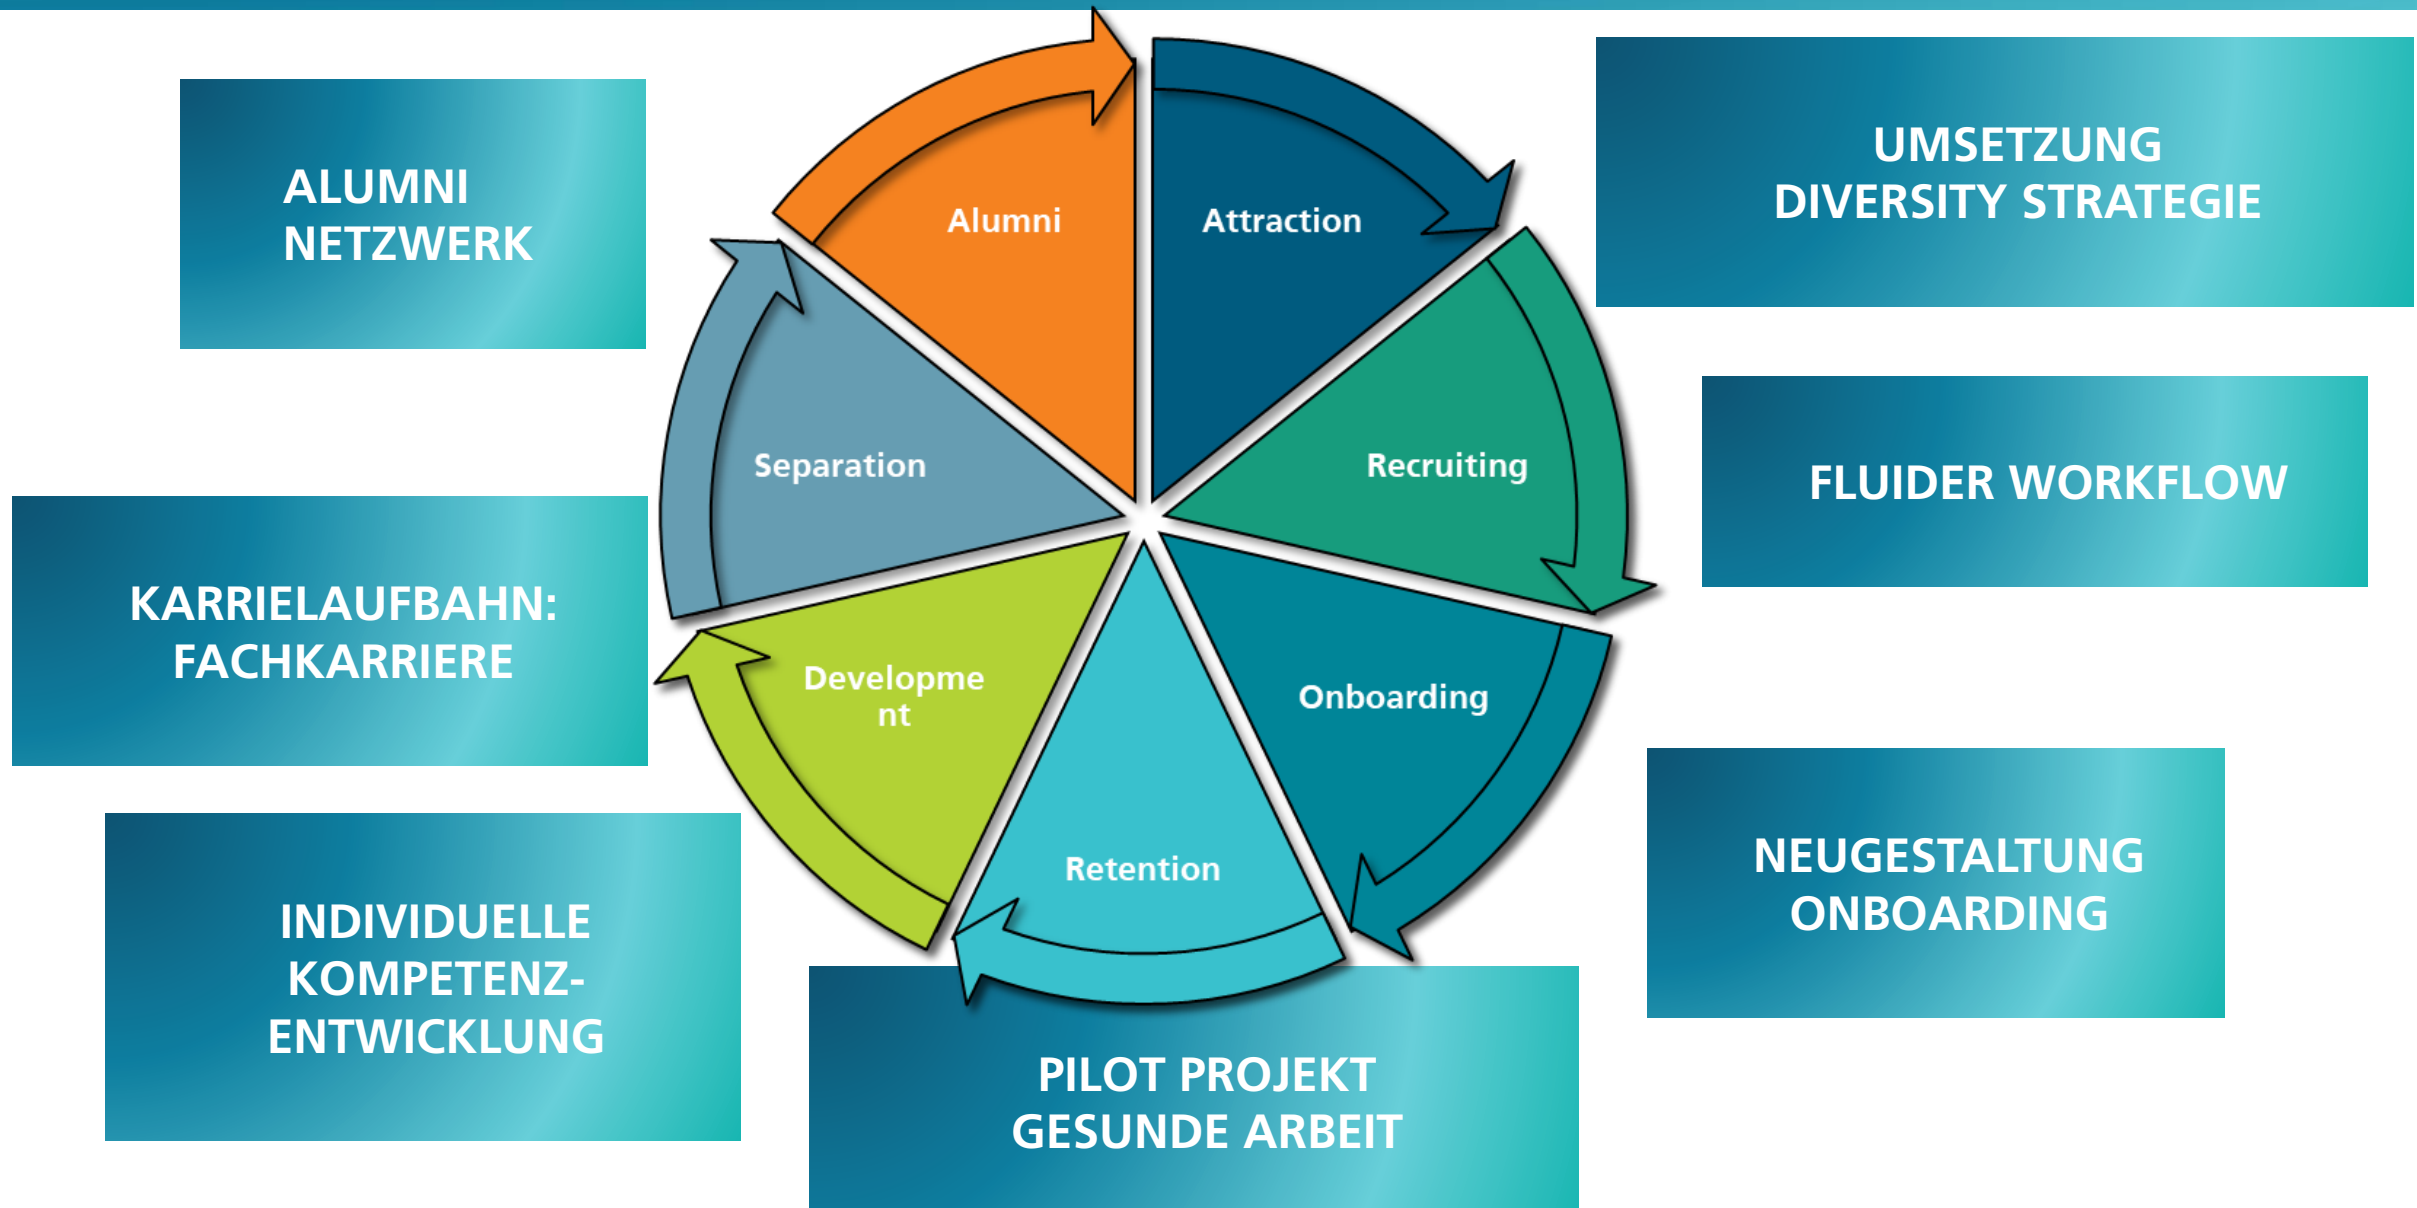 ALUMNI
NETZWERK
Alumni
Attraction
UMSETZUNG
DIVERSITY STRATEGIE
Separation
Recruiting
FLUIDER WORKFLOW
KARRIELAUFBAHN:
FACHKARRIERE
Developme
nt
Onboarding
NEUGESTALTUNG
ONBOARDING
Retention
INDIVIDUELLE
KOMPETENZ-
ENTWICKLUNG
PILOT PROJEKT
GESUNDE ARBEIT